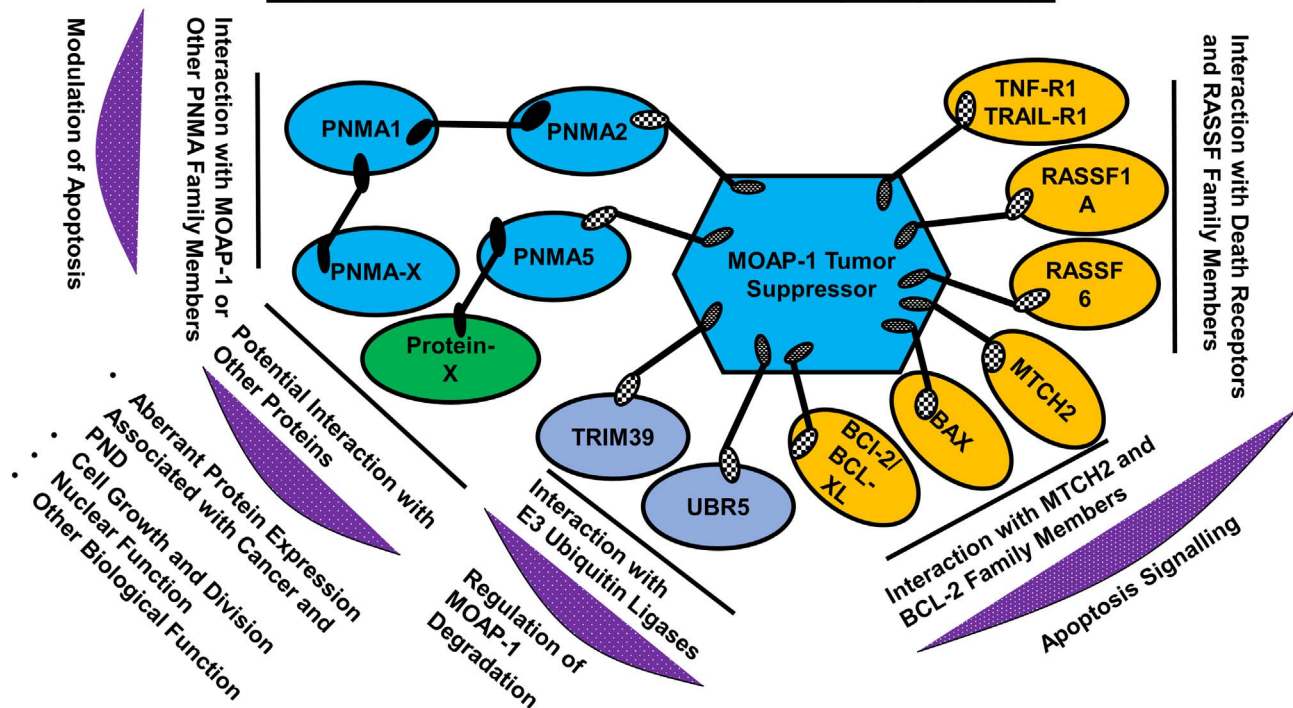 Modulation of Apoptosis
Interaction with MOAP-1 or
Other PNMA Family Members
PNMA1
PNMA2
PNMA-X
PNMA5
Protein-
X
MOAP-1 Tumor
Suppressor
TNF-R1
TRAIL-R1
RASSF1
A
RASSF
6
MTCH2
BAX
BCl-2/
BCL-
XL
UBR5
TRIM39
Interaction with Death Receptors
and RASSF Family Members
Interaction with MTCH2 and
BCL-2 Family Members
Apoptosis Signalling
Interaction with
E3 Ubiquitin Ligases
Regulation of
MOAP-1
Degradation
Potential Interaction with
Other Proteins
• Aberrant Protein Expression
Associated with Cancer and
PND
• Cell Growth and Division
• Nuclear Function
• Other Biological Function